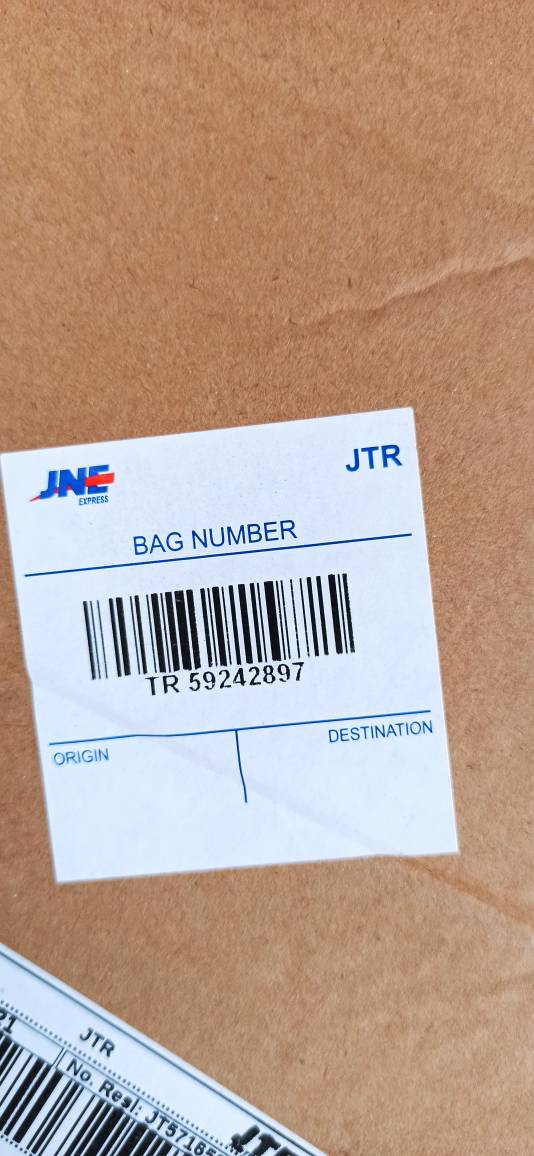 JNE
EXPRESS
JTR
BAG NUMBER
TR 59242897
ORIGIN
DESTINATION
JTR
No. Resi: